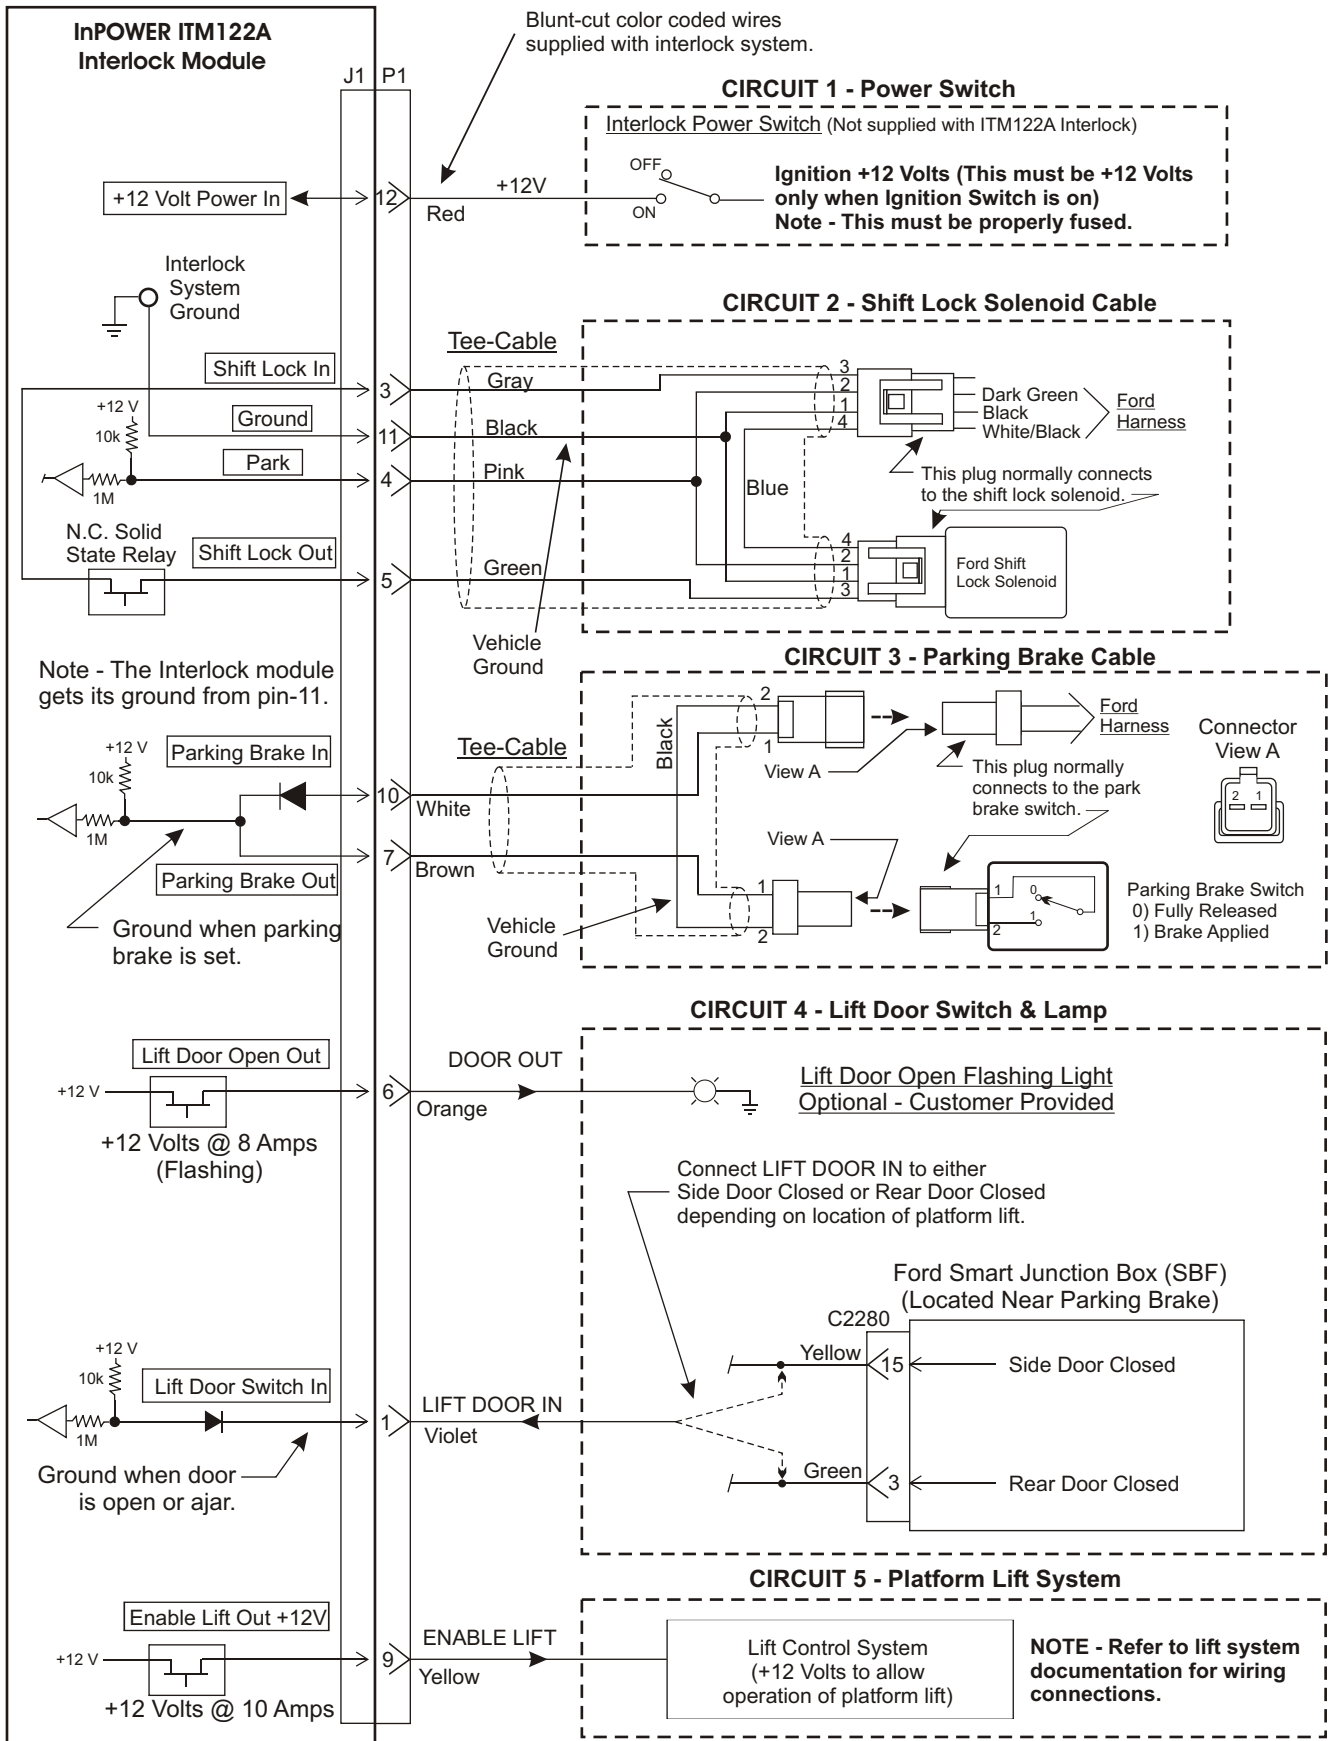 InPOWER ITM122A
Interlock Module
Blunt-cut color coded wires
supplied with interlock system.
J1
P1
CIRCUIT 1 - Power Switch
Interlock Power Switch (Not supplied with ITM122A Interlock)
OFF
ON
Ignition +12 Volts (This must be +12 Volts
only when Ignition Switch is on)
Note - This must be properly fused.
+12 Volt Power In
12
+12V
Red
Interlock
System
Ground
CIRCUIT 2 - Shift Lock Solenoid Cable
Tee-Cable
Shift Lock In
3
Gray
3
2
1
4
Dark Green
Black
White/Black
Ford
Harness
+12 V
10k
Ground
11
Black
Park
4
Pink
1M
Blue
This plug normally connects
to the shift lock solenoid.
N.C. Solid
State Relay
Shift Lock Out
5
Green
4
2
1
3
Ford Shift
Lock Solenoid
Vehicle
Ground
Note - The Interlock module
gets its ground from pin-11.
CIRCUIT 3 - Parking Brake Cable
2
1
Black
Ford
Harness
Connector
View A
2 1
View A
This plug normally
connects to the park
brake switch.
Tee-Cable
+12 V
10k
1M
Parking Brake In
10
White
7
Brown
Parking Brake Out
View A
1
2
1
2
0
1
Parking Brake Switch
0) Fully Released
1) Brake Applied
Ground when parking
brake is set.
Vehicle
Ground
CIRCUIT 4 - Lift Door Switch & Lamp
Lift Door Open Out
+12 V
6
DOOR OUT
Orange
+12 Volts @ 8 Amps
(Flashing)
Lift Door Open Flashing Light
Optional - Customer Provided
Connect LIFT DOOR IN to either
Side Door Closed or Rear Door Closed
depending on location of platform lift.
Ford Smart Junction Box (SBF)
(Located Near Parking Brake)
C2280
Yellow
15
Side Door Closed
+12 V
10k
1M
Lift Door Switch In
1
LIFT DOOR IN
Violet
Green
3
Rear Door Closed
Ground when door
is open or ajar.
CIRCUIT 5 - Platform Lift System
Enable Lift Out +12V
+12 V
9
ENABLE LIFT
Yellow
+12 Volts @ 10 Amps
Lift Control System
(+12 Volts to allow
operation of platform lift)
NOTE - Refer to lift system
documentation for wiring
connections.